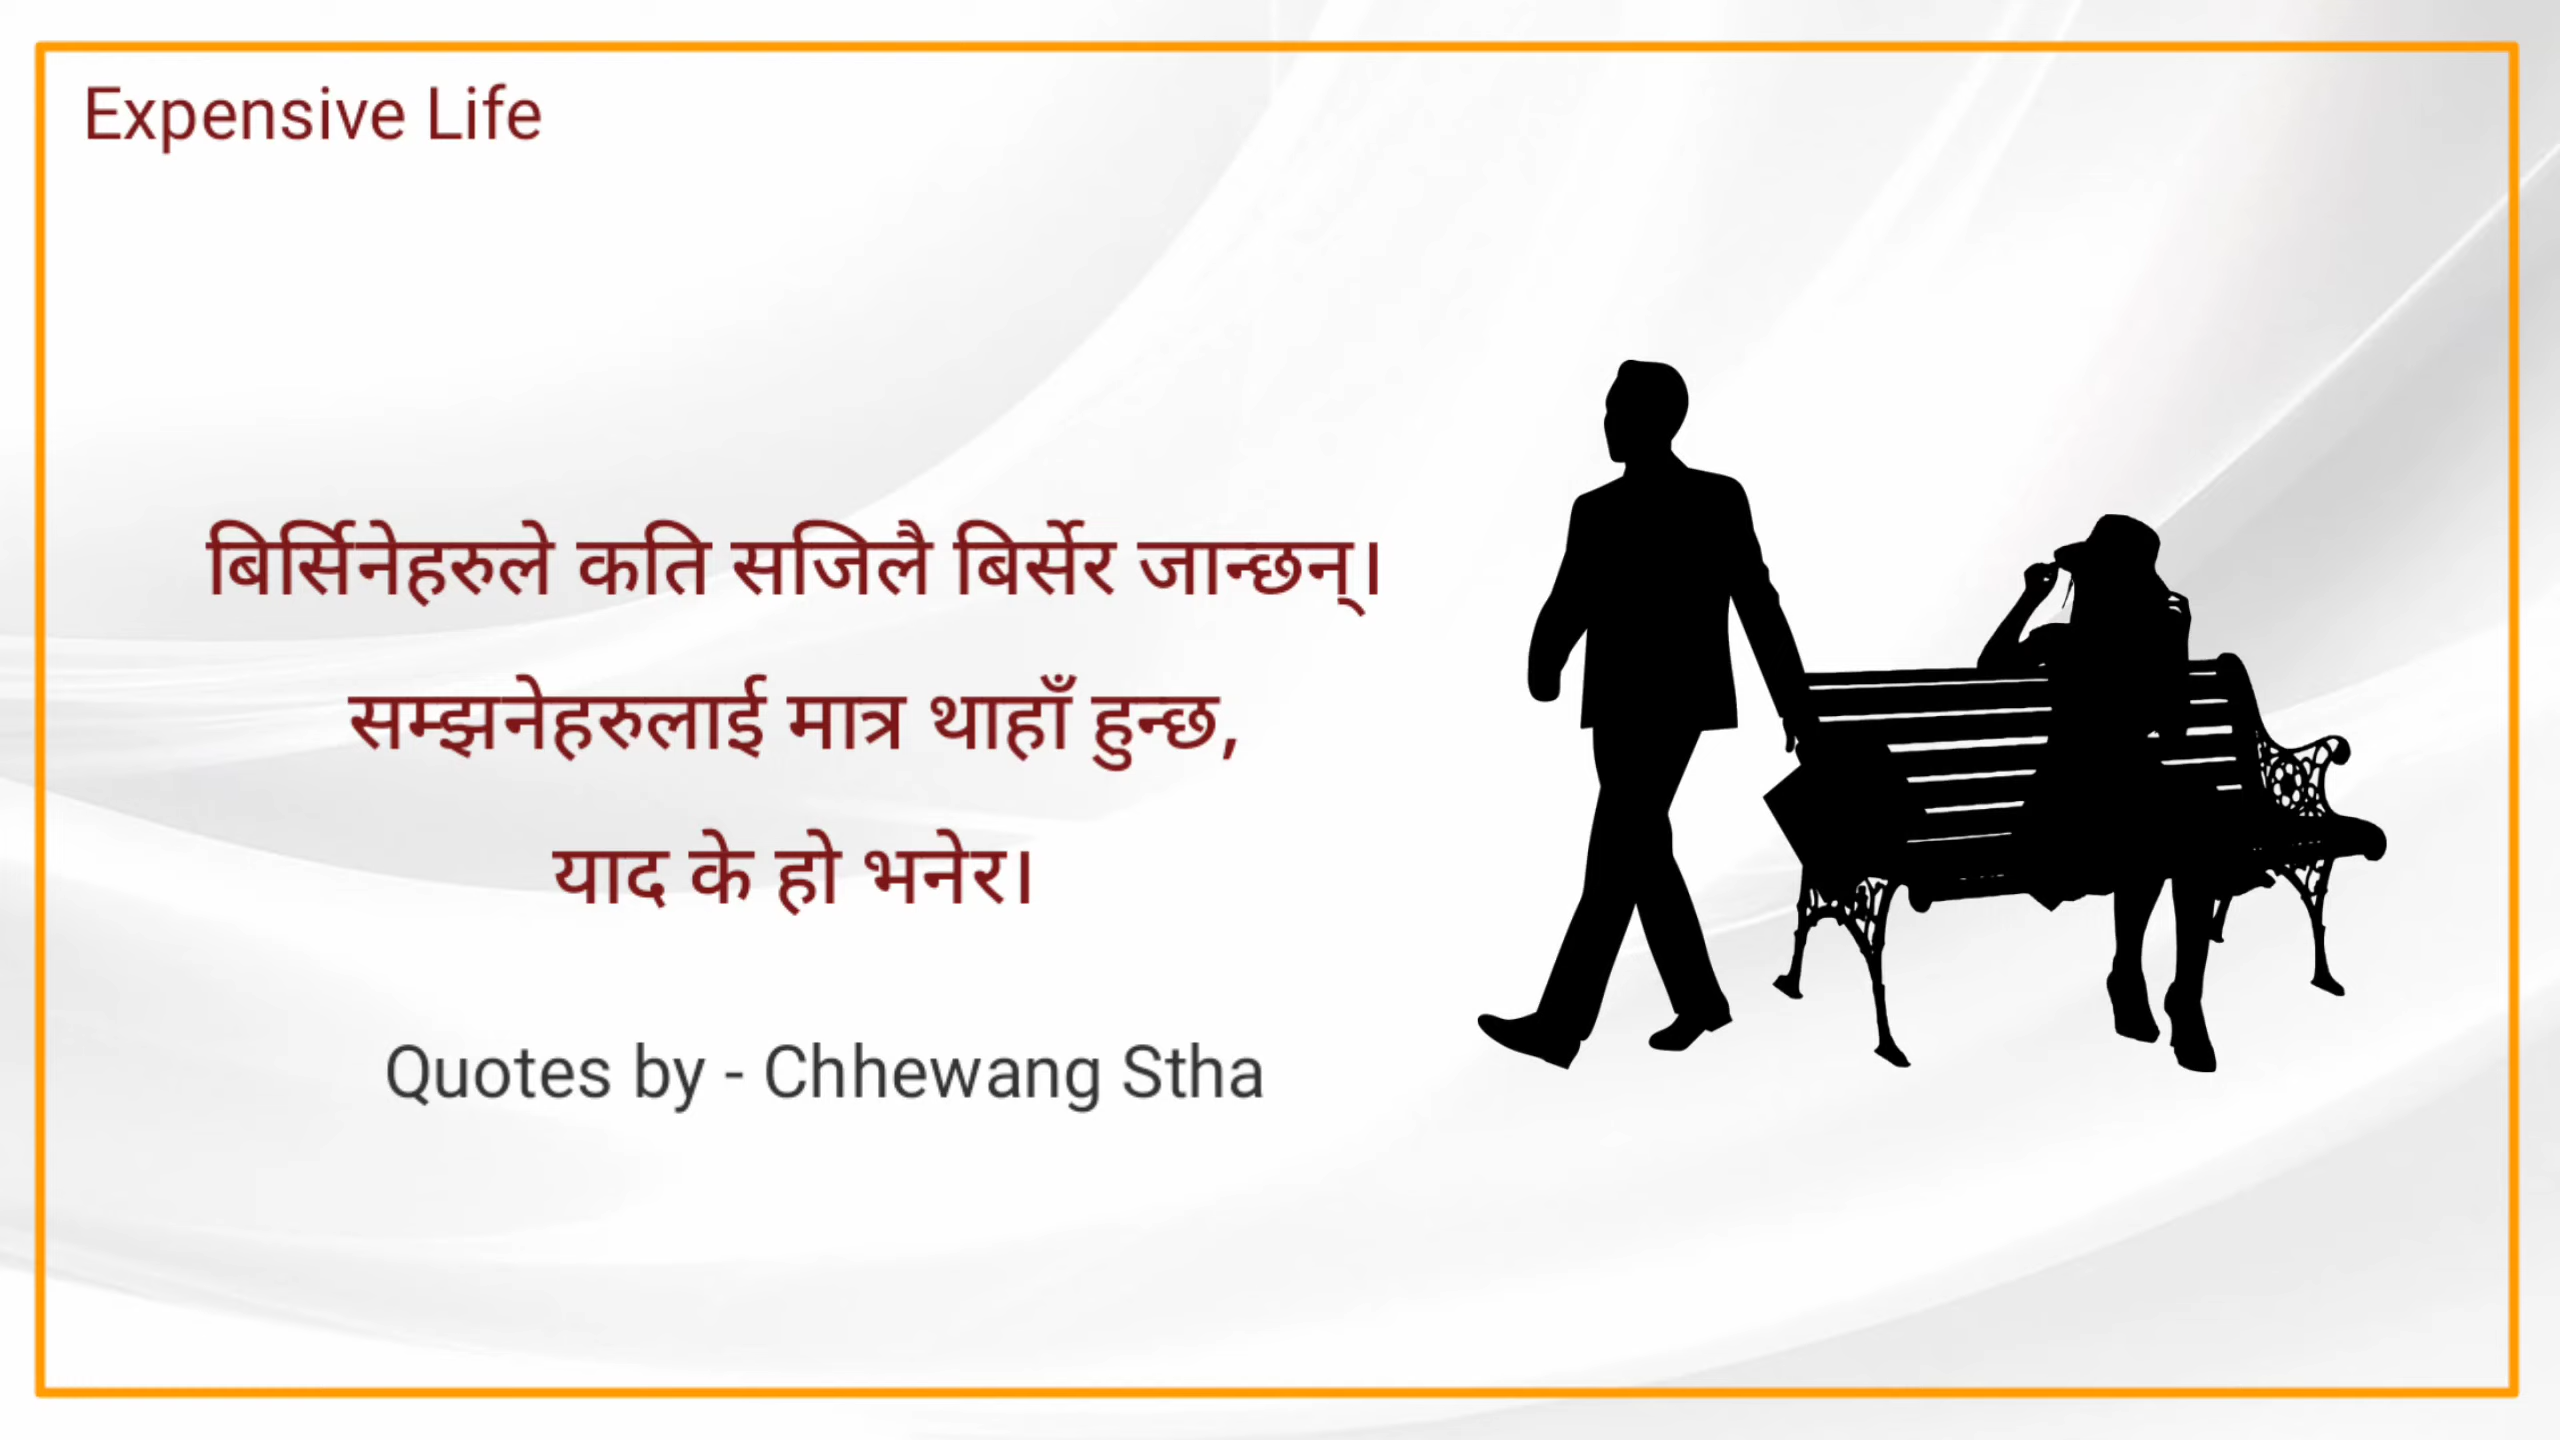 Expensive Life
बिर्सिनेहरुले कति सजिलै बिर्सेर जान्छन्।
सम्झनेहरुलाई मात्र थाहाँ हुन्छ,
याद के हो भनेर।
Quotes by - Chhewang Stha